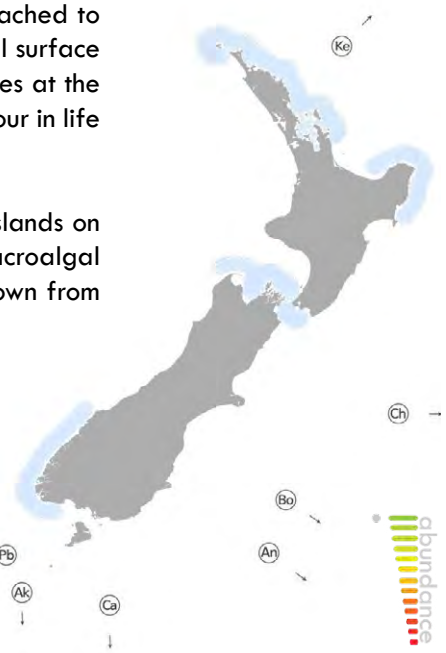 ached to
l surface
es at the
our in life
slands on
acroalgal
own from
Ke
Ch
Bo
An
Pb
Ak
Ca
abundance